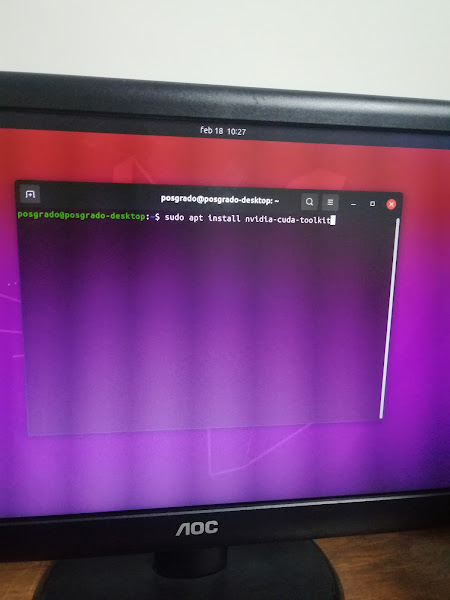 feb 18 10:27
posgrado@posgrado-desktop: ~
posgrado@posgrado-desktop:~$ sudo apt install nvidia-cuda-toolkit
AOC